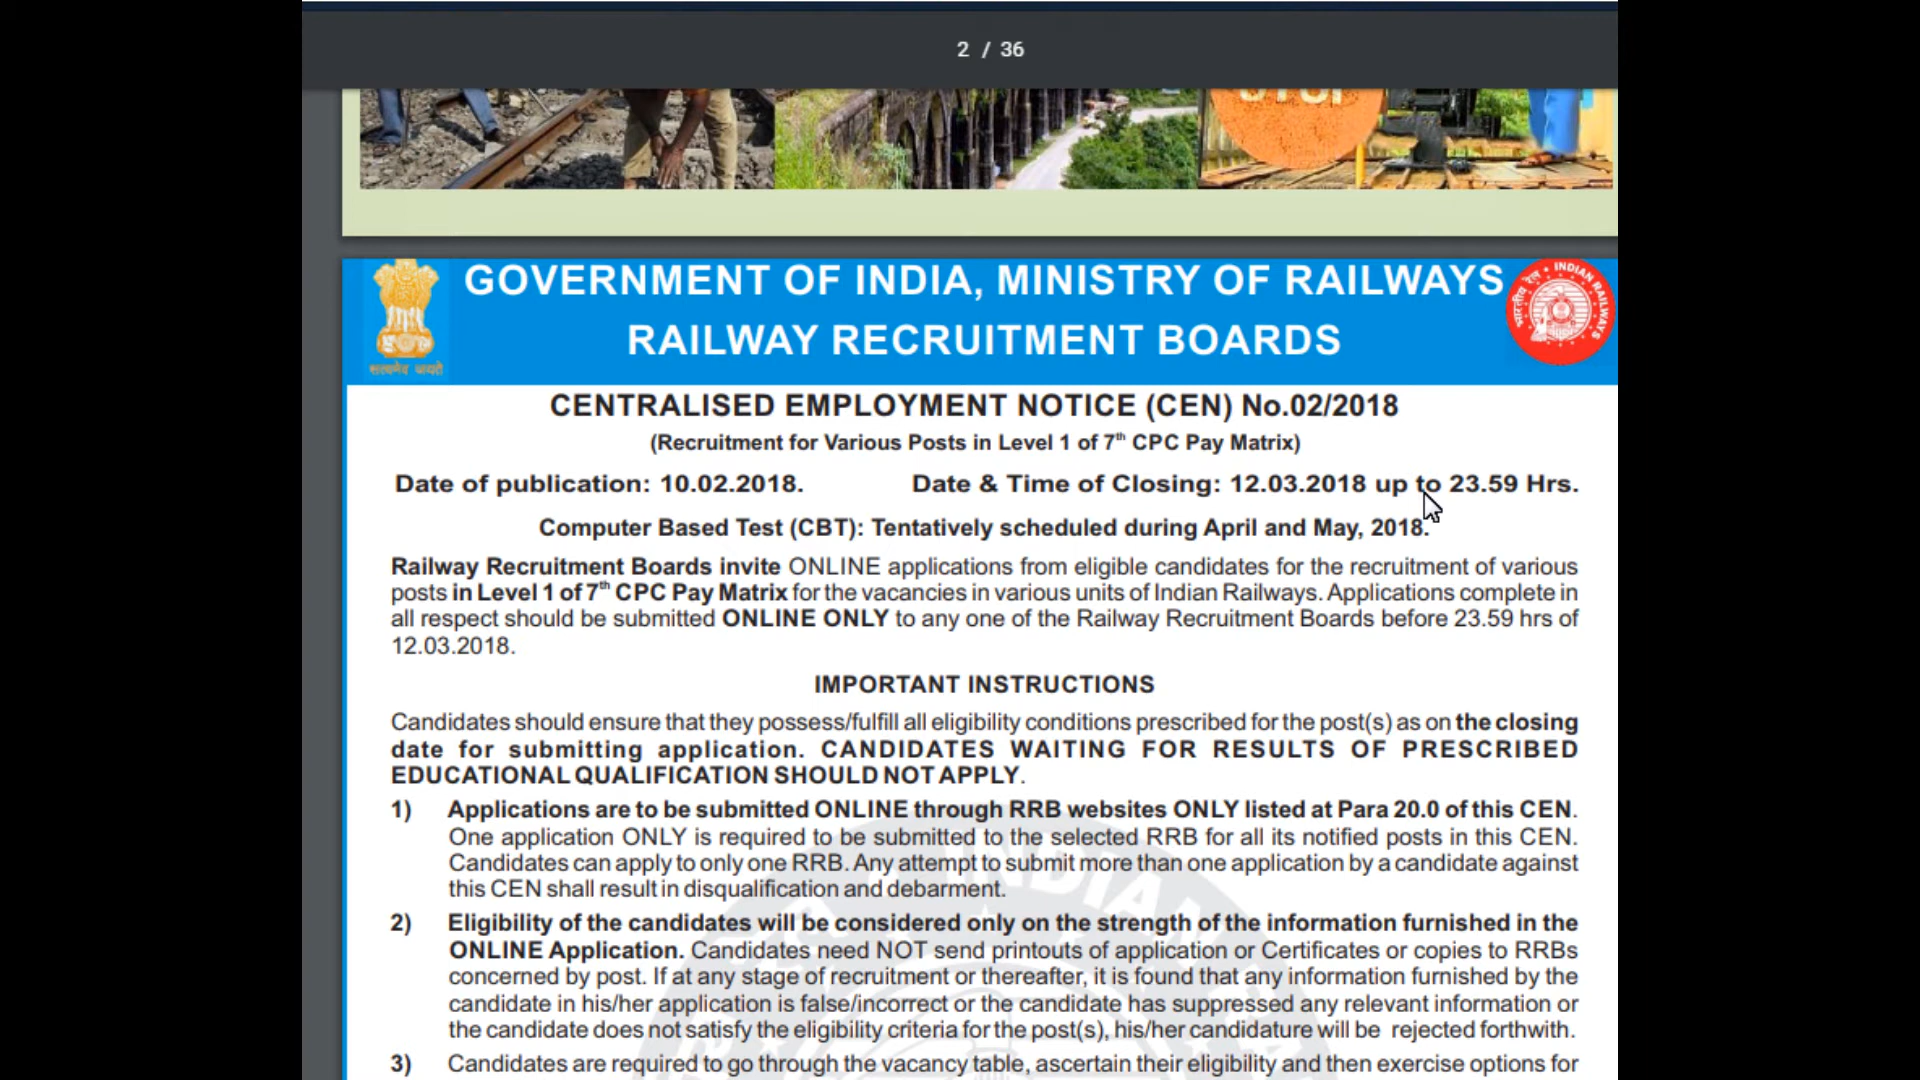 2 / 36
STOP
GOVERNMENT OF INDIA, MINISTRY OF RAILWAYS
RAILWAY RECRUITMENT BOARDS
सत्यमेव जयते
भारतीय रेल INDIAN RAILWAYS
CENTRALISED EMPLOYMENT NOTICE (CEN) No.02/2018
(Recruitment for Various Posts in Level 1 of 7th CPC Pay Matrix)
Date of publication: 10.02.2018. Date & Time of Closing: 12.03.2018 up to 23.59 Hrs.
Computer Based Test (CBT): Tentatively scheduled during April and May, 2018.
Railway Recruitment Boards invite ONLINE applications from eligible candidates for the recruitment of various
posts in Level 1 of 7th CPC Pay Matrix for the vacancies in various units of Indian Railways. Applications complete in
all respect should be submitted ONLINE ONLY to any one of the Railway Recruitment Boards before 23.59 hrs of
12.03.2018.
IMPORTANT INSTRUCTIONS
Candidates should ensure that they possess/fulfill all eligibility conditions prescribed for the post(s) as on the closing
date for submitting application. CANDIDATES WAITING FOR RESULTS OF PRESCRIBED
EDUCATIONAL QUALIFICATION SHOULD NOT APPLY.
1) Applications are to be submitted ONLINE through RRB websites ONLY listed at Para 20.0 of this CEN.
One application ONLY is required to be submitted to the selected RRB for all its notified posts in this CEN.
Candidates can apply to only one RRB. Any attempt to submit more than one application by a candidate against
this CEN shall result in disqualification and debarment.
2) Eligibility of the candidates will be considered only on the strength of the information furnished in the
ONLINE Application. Candidates need NOT send printouts of application or Certificates or copies to RRBs
concerned by post. If at any stage of recruitment or thereafter, it is found that any information furnished by the
candidate in his/her application is false/incorrect or the candidate has suppressed any relevant information or
the candidate does not satisfy the eligibility criteria for the post(s), his/her candidature will be rejected forthwith.
3) Candidates are required to go through the vacancy table, ascertain their eligibility and then exercise options for